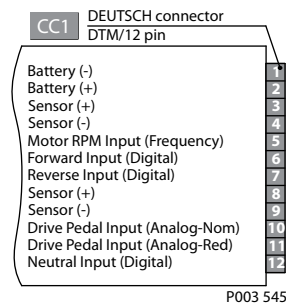 CC1
DEUTSCH connector
DTM/12 pin
Battery (-) 1
Battery (+) 2
Sensor (+) 3
Sensor (-) 4
Motor RPM Input (Frequency) 5
Forward Input (Digital) 6
Reverse Input (Digital) 7
Sensor (+) 8
Sensor (-) 9
Drive Pedal Input (Analog-Nom) 10
Drive Pedal Input (Analog-Red) 11
Neutral Input (Digital) 12
P003 545